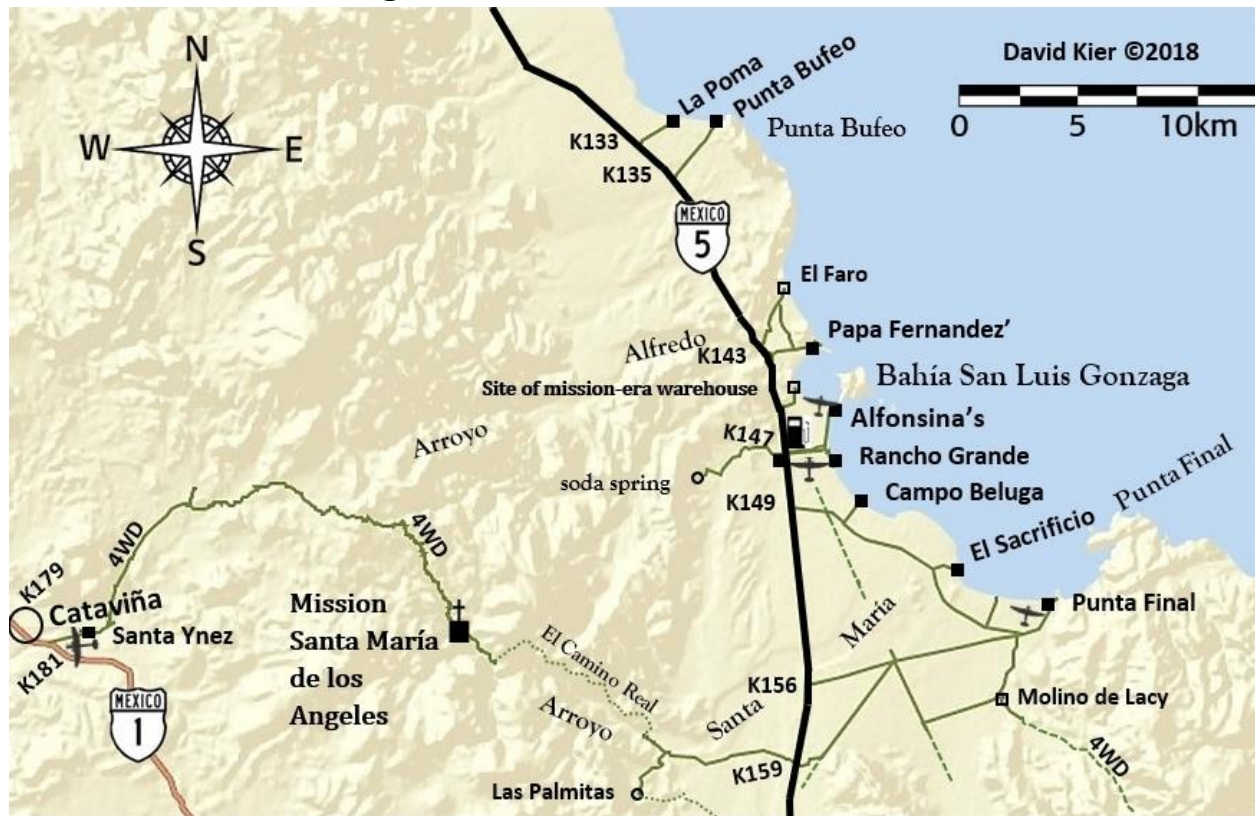 David Kier ©2018
0 5 10km
N
W E
S
La Poma
Punta Bufeo
Punta Bufeo
K133
K135
MEXICO
5
El Faro
Alfredo
K143
Papa Fernandez’
Site of mission-era warehouse
Bahía San Luis Gonzaga
Arroyo
K147
Alfonsina’s
soda spring
Rancho Grande
K149
Campo Beluga
Punta Final
El Sacrificio
4WD
4WD
K179
Cataviña
Santa Ynez
K181
Mission
Santa María
de los
Angeles
El Camino Real
María
Punta Final
K156
Molino de Lacy
MEXICO
1
Arroyo
Santa
4WD
K159
Las Palmitas